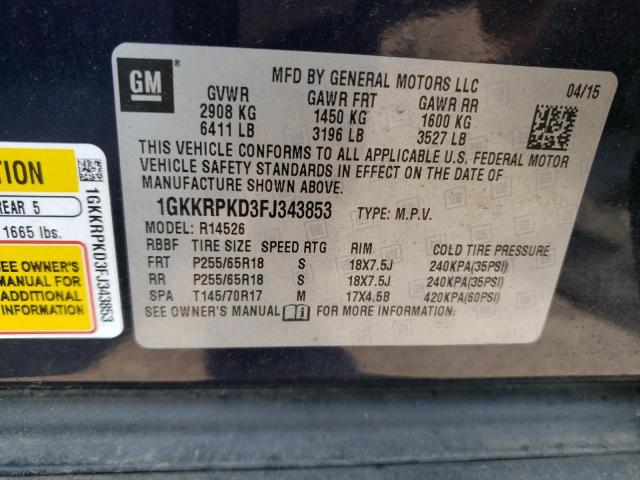 GM
®
MFD BY GENERAL MOTORS LLC
04/15
GVWR GAWR FRT GAWR RR
2908 KG 1450 KG 1600 KG
6411 LB 3196 LB 3527 LB
THIS VEHICLE CONFORMS TO ALL APPLICABLE U.S. FEDERAL MOTOR
VEHICLE SAFETY STANDARDS IN EFFECT ON THE DATE OF
MANUFACTURE SHOWN ABOVE.
1GKKRPKD3FJ343853 TYPE: M.P.V.
MODEL: R14526
RBBF TIRE SIZE SPEED RTG RIM COLD TIRE PRESSURE
FRT P255/65R18 S 18X7.5J 240KPA(35PSI)
RR P255/65R18 S 18X7.5J 240KPA(35PSI)
SPA T145/70R17 M 17X4.5B 420KPA(60PSI)
SEE OWNER'S MANUAL FOR MORE INFORMATION
TION
REAR 5
1665 lbs.
SEE OWNER'S
MANUAL FOR
ADDITIONAL
INFORMATION
1GKKRPKD3FJ343853